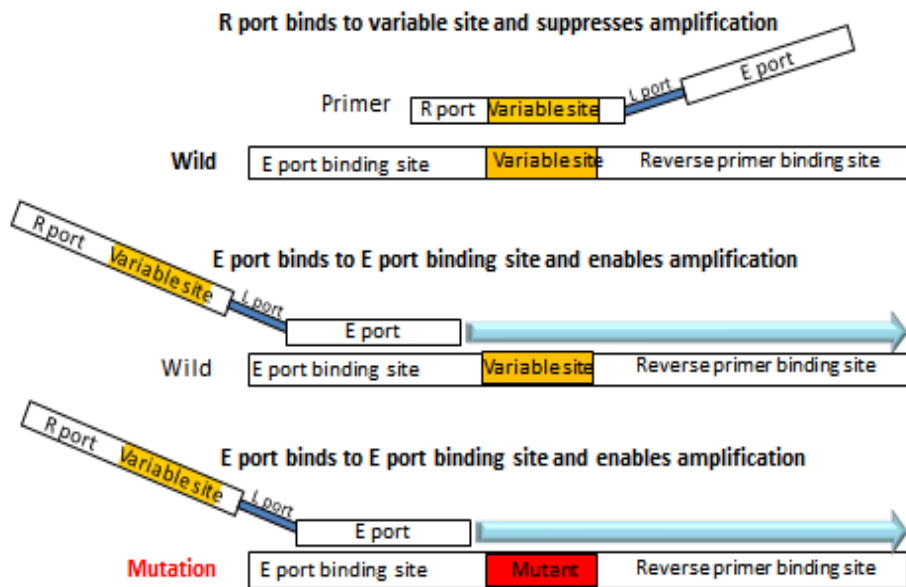 R port binds to variable site and suppresses amplification
L port
E port
Primer
R port
Variable site
Wild
E port binding site
Variable site
Reverse primer binding site
R port
Variable site
L port
E port binds to E port binding site and enables amplification
E port
Wild
E port binding site
Variable site
Reverse primer binding site
R port
Variable site
L port
E port binds to E port binding site and enables amplification
E port
Mutation
E port binding site
Mutant
Reverse primer binding site